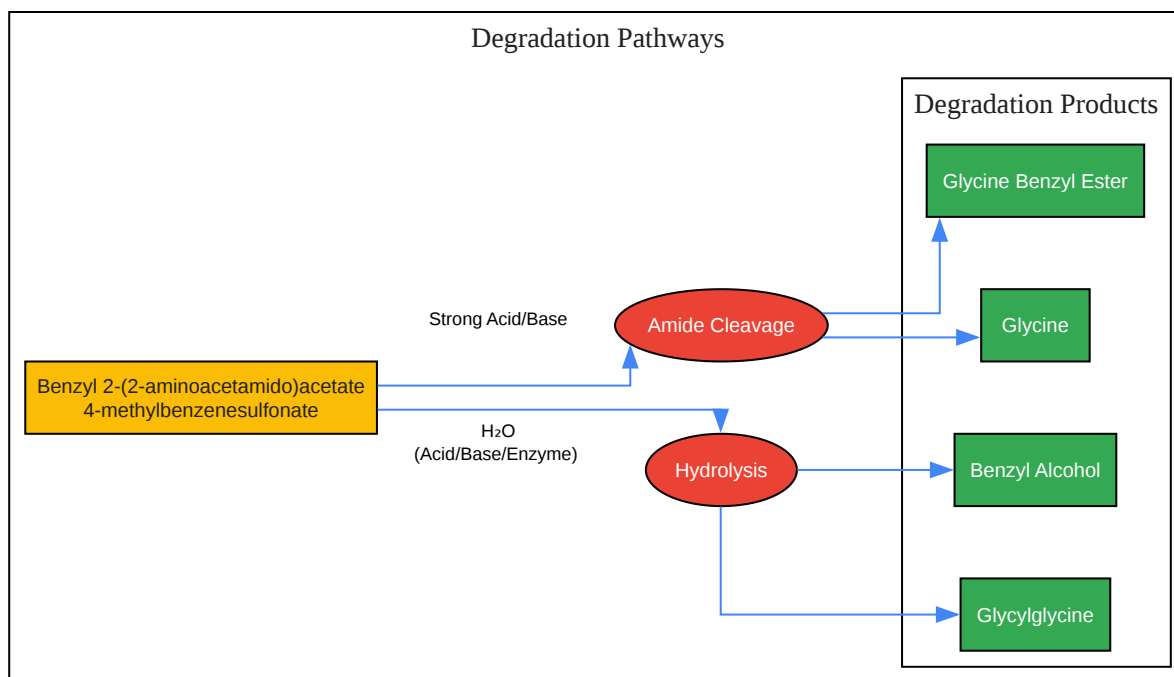 Degradation Pathways
Degradation Products
Glycine Benzyl Ester
Strong Acid/Base
Amide Cleavage
Glycine
Benzyl 2-(2-aminoacetamido)acetate
4-methylbenzenesulfonate
H₂O
(Acid/Base/Enzyme)
Hydrolysis
Benzyl Alcohol
Glycylglycine